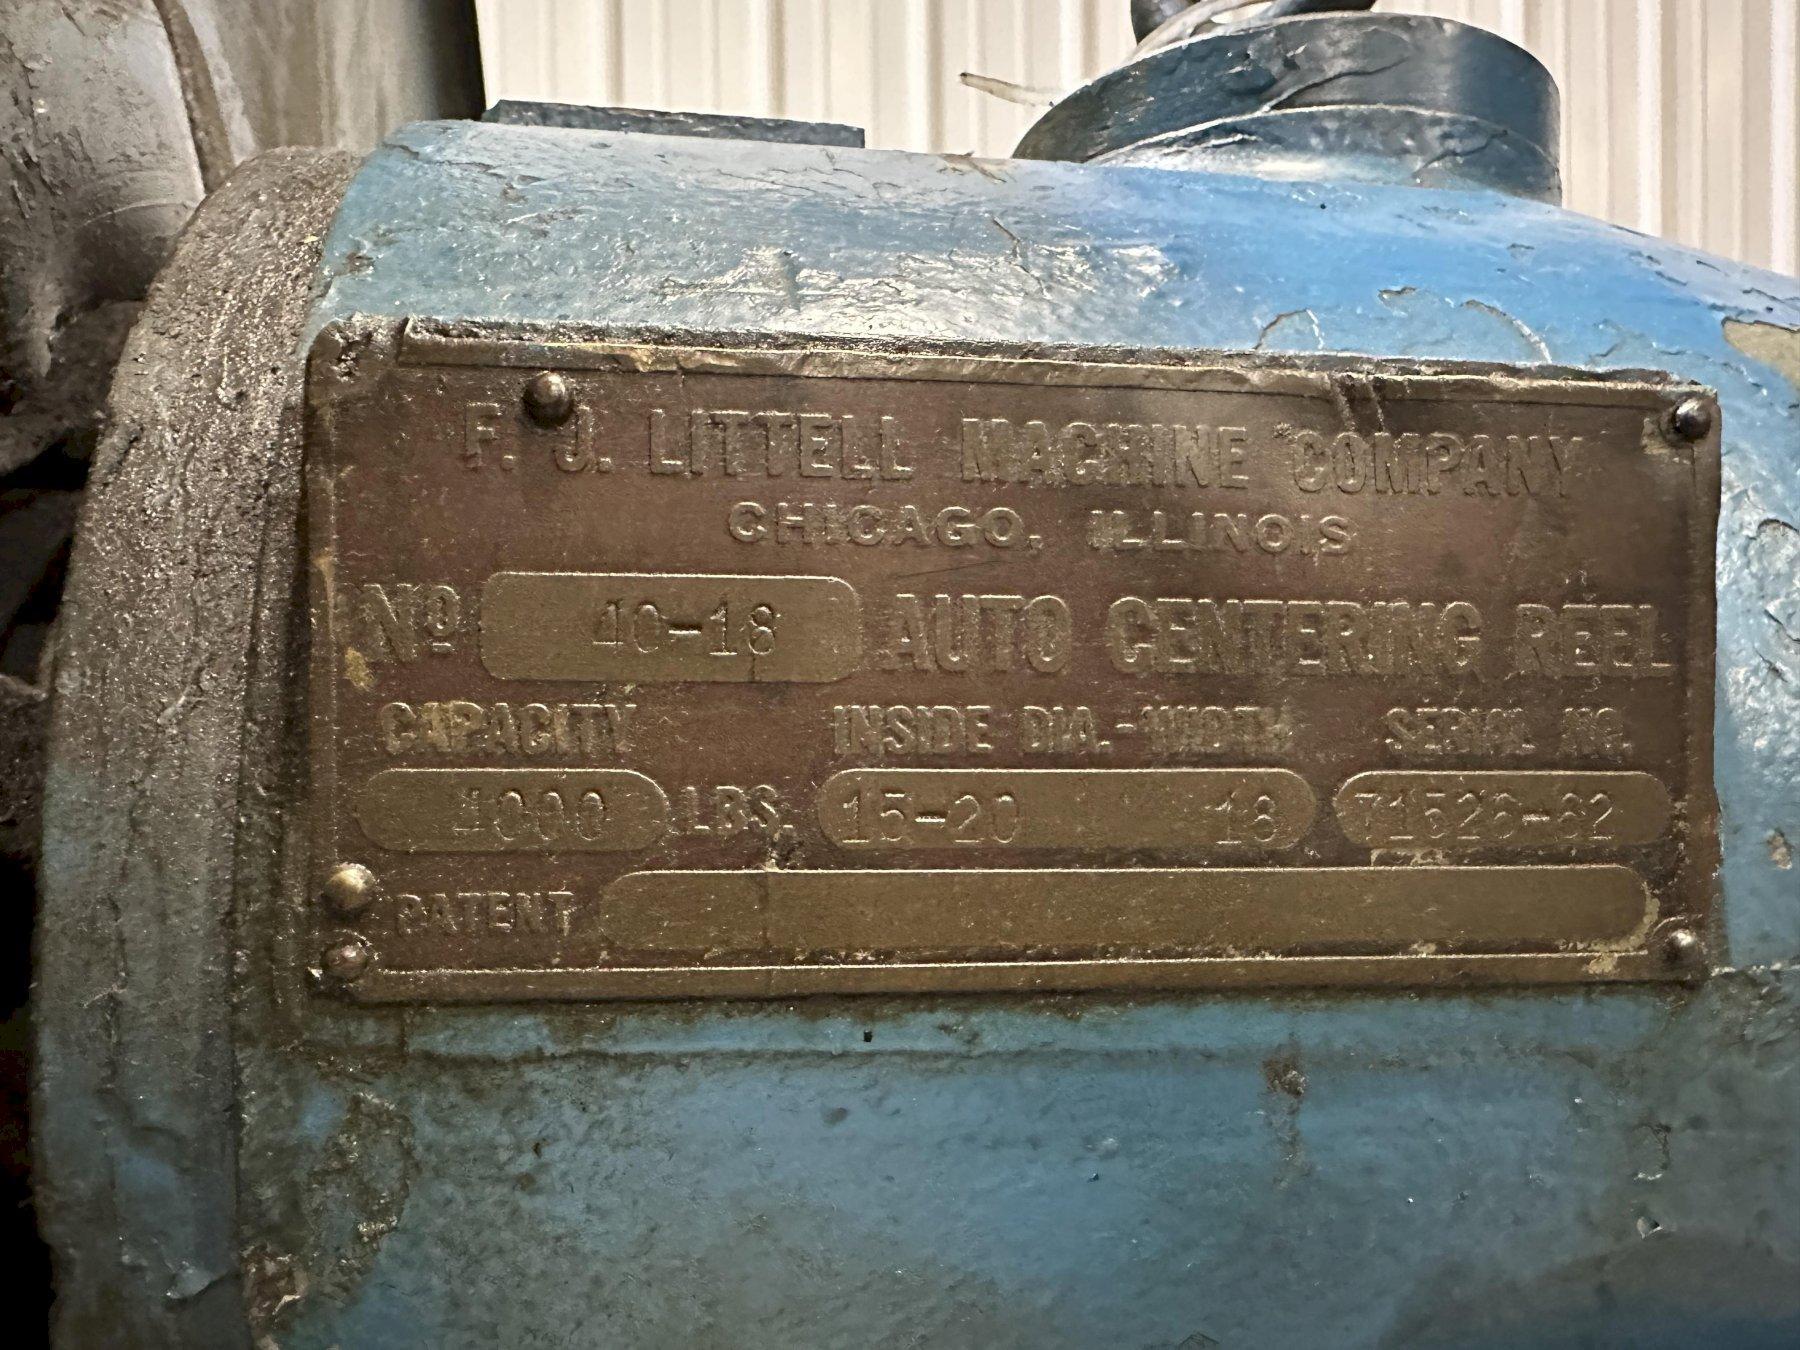 F. J. LITTELL MACHINE COMPANY
CHICAGO, ILLINOIS
No 40-18 AUTO CENTERING REEL
CAPACITY INSIDE DIA.-WIDTH SERIAL NO.
4000 LBS. 15-20 18 71526-62
PATENT